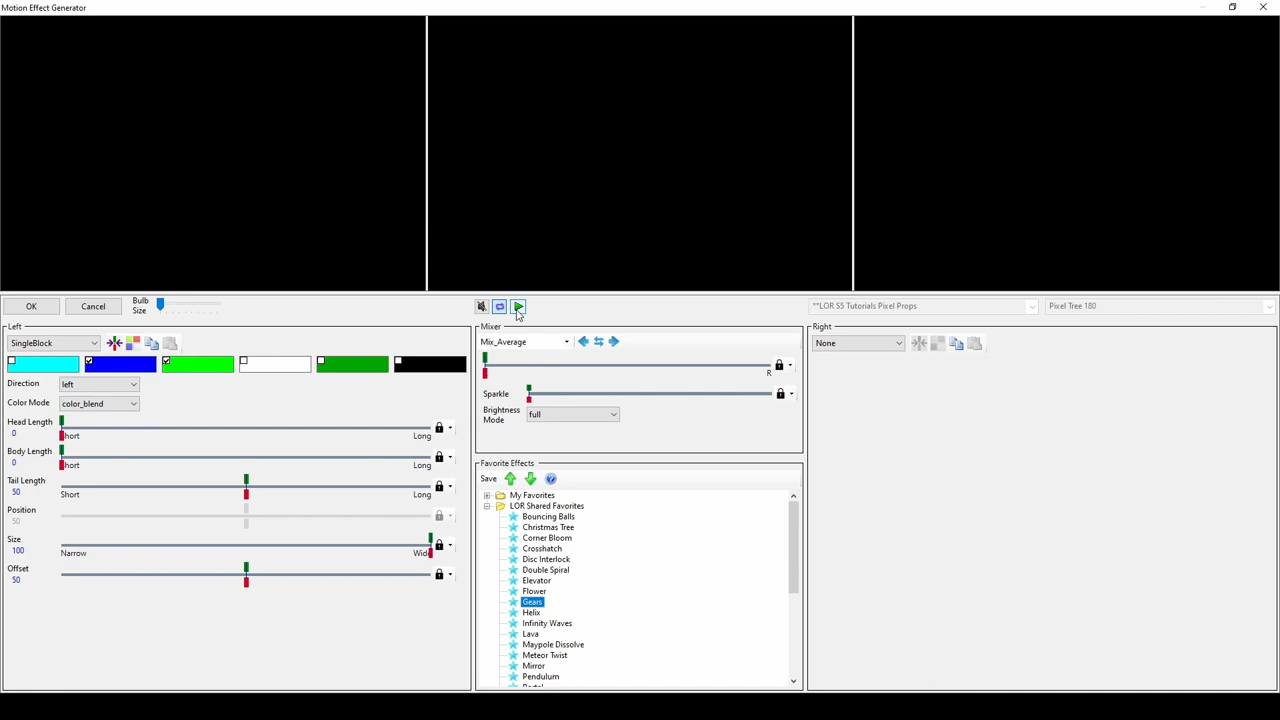 Motion Effect Generator
OK
Cancel
Bulb
Size
**LOR S5 Tutorials Pixel Props
Pixel Tree 180
Left
SingleBlock
Direction
left
Color Mode
color_blend
Head Length
0
Short
Long
Body Length
0
Short
Long
Tail Length
50
Short
Long
Position
50
Size
100
Narrow
Wide
Offset
50
Mixer
Mix_Average
R
Sparkle
Brightness
Mode
full
Favorite Effects
Save
My Favorites
LOR Shared Favorites
Bouncing Balls
Christmas Tree
Corner Bloom
Crosshatch
Disc Interlock
Double Spiral
Elevator
Flower
Gears
Helix
Infinity Waves
Lava
Maypole Dissolve
Meteor Twist
Mirror
Pendulum
Right
None